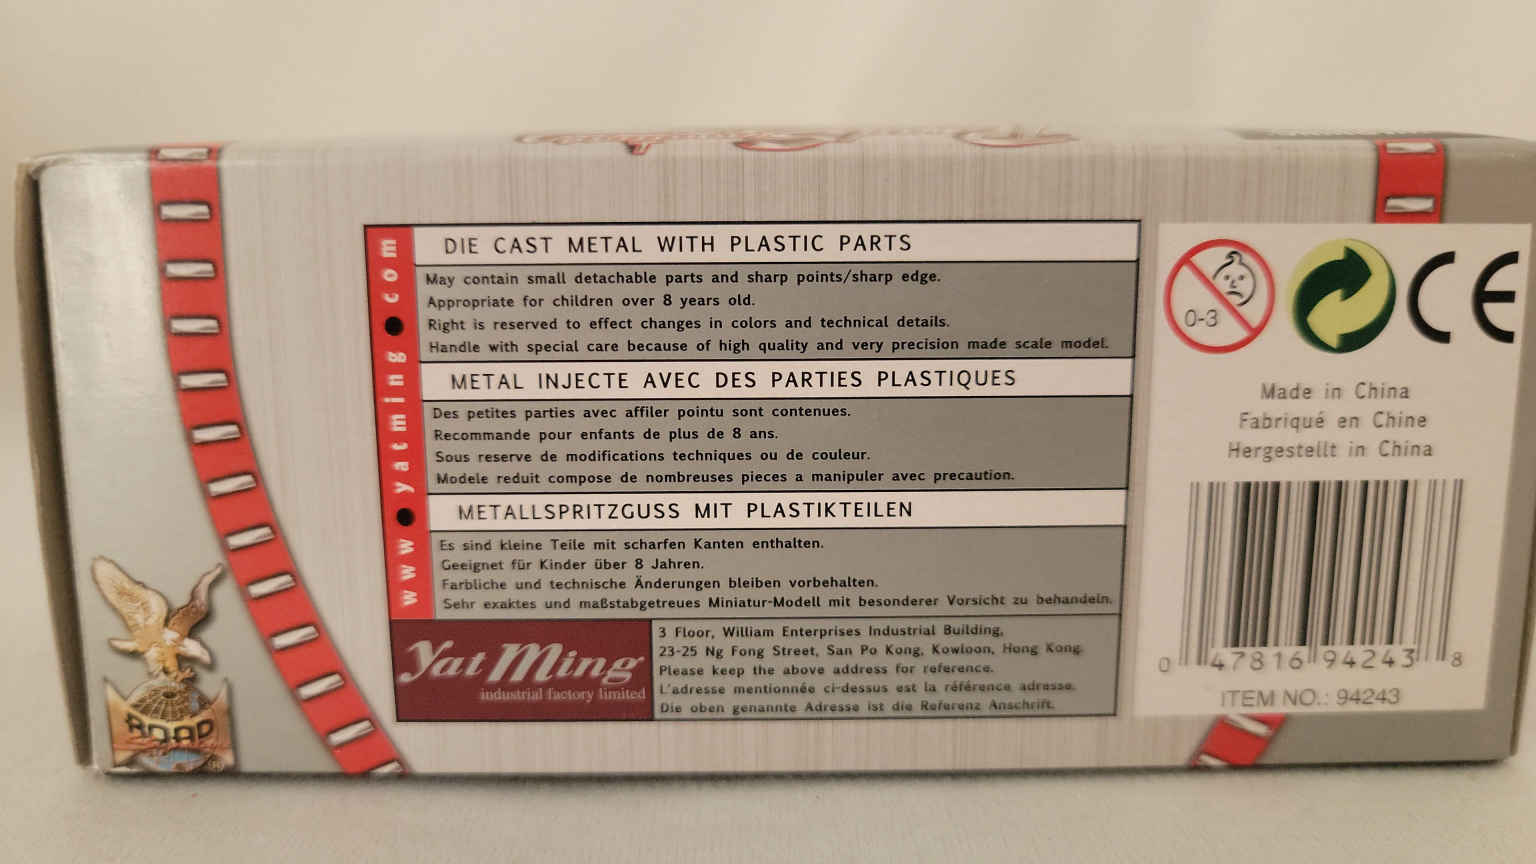 www.yatming.com
DIE CAST METAL WITH PLASTIC PARTS
May contain small detachable parts and sharp points/sharp edge.
Appropriate for children over 8 years old.
Right is reserved to effect changes in colors and technical details.
Handle with special care because of high quality and very precision made scale model.
METAL INJECTE AVEC DES PARTIES PLASTIQUES
Des petites parties avec affiler pointu sont contenues.
Recommande pour enfants de plus de 8 ans.
Sous reserve de modifications techniques ou de couleur.
Modele reduit compose de nombreuses pieces a manipuler avec precaution.
METALLSPRITZGUSS MIT PLASTIKTEILEN
Es sind kleine Teile mit scharfen Kanten enthalten.
Geeignet für Kinder über 8 Jahren.
Farbliche und technische Änderungen bleiben vorbehalten.
Sehr exaktes und maßstabgetreues Miniatur-Modell mit besonderer Vorsicht zu behandeln.
Yat Ming
industrial factory limited
3 Floor, William Enterprises Industrial Building,
23-25 Ng Fong Street, San Po Kong, Kowloon, Hong Kong.
Please keep the above address for reference.
L'adresse mentionnée ci-dessus est la référence adresse.
Die oben genannte Adresse ist die Referenz Anschrift.
ROAD
®
0-3
CE
Made in China
Fabriqué en Chine
Hergestellt in China
0 47816 94243 8
ITEM NO.: 94243